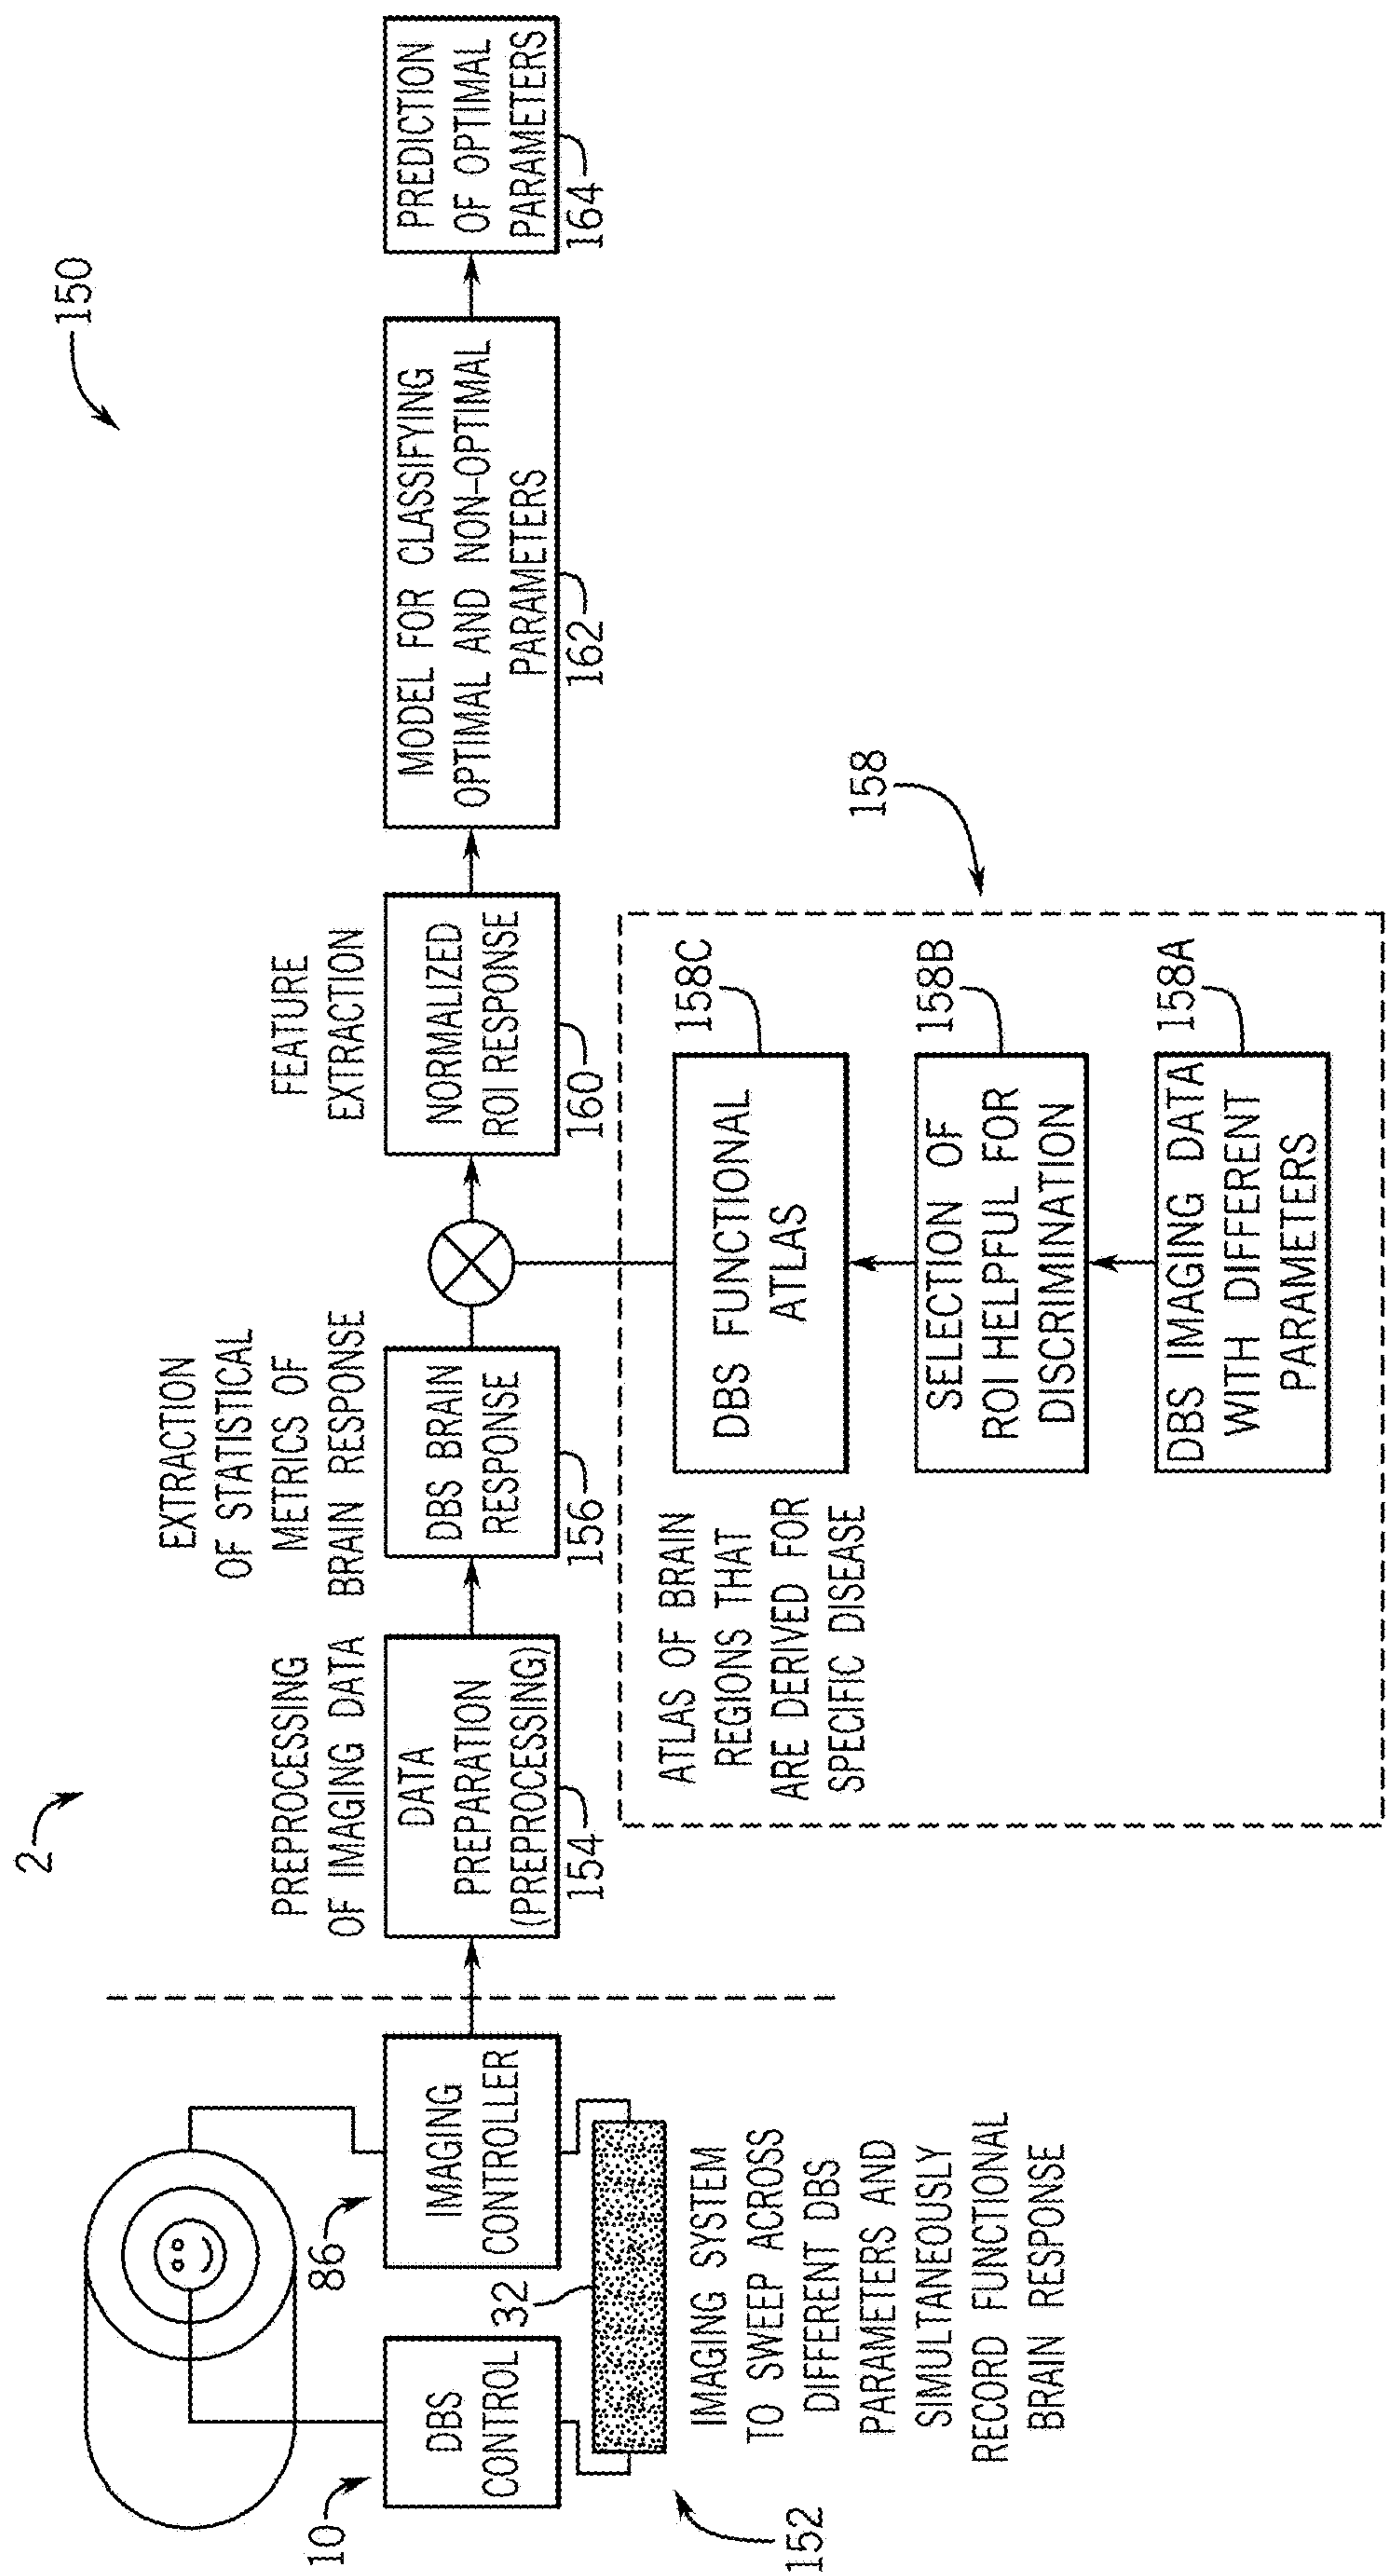 2
150
10
DBS
CONTROL
86
IMAGING
CONTROLLER
32
152
IMAGING SYSTEM
TO SWEEP ACROSS
DIFFERENT DBS
PARAMETERS AND
SIMULTANEOUSLY
RECORD FUNCTIONAL
BRAIN RESPONSE
PREPROCESSING
OF IMAGING DATA
DATA
PREPARATION
(PREPROCESSING)
154
EXTRACTION
OF STATISTICAL
METRICS OF
BRAIN RESPONSE
DBS BRAIN
RESPONSE
156
FEATURE
EXTRACTION
NORMALIZED
ROI RESPONSE
160
MODEL FOR CLASSIFYING
OPTIMAL AND NON-OPTIMAL
PARAMETERS
162
PREDICTION
OF OPTIMAL
PARAMETERS
164
158
ATLAS OF BRAIN
REGIONS THAT
ARE DERIVED FOR
SPECIFIC DISEASE
DBS FUNCTIONAL
ATLAS
158C
SELECTION OF
ROI HELPFUL FOR
DISCRIMINATION
158B
DBS IMAGING DATA
WITH DIFFERENT
PARAMETERS
158A